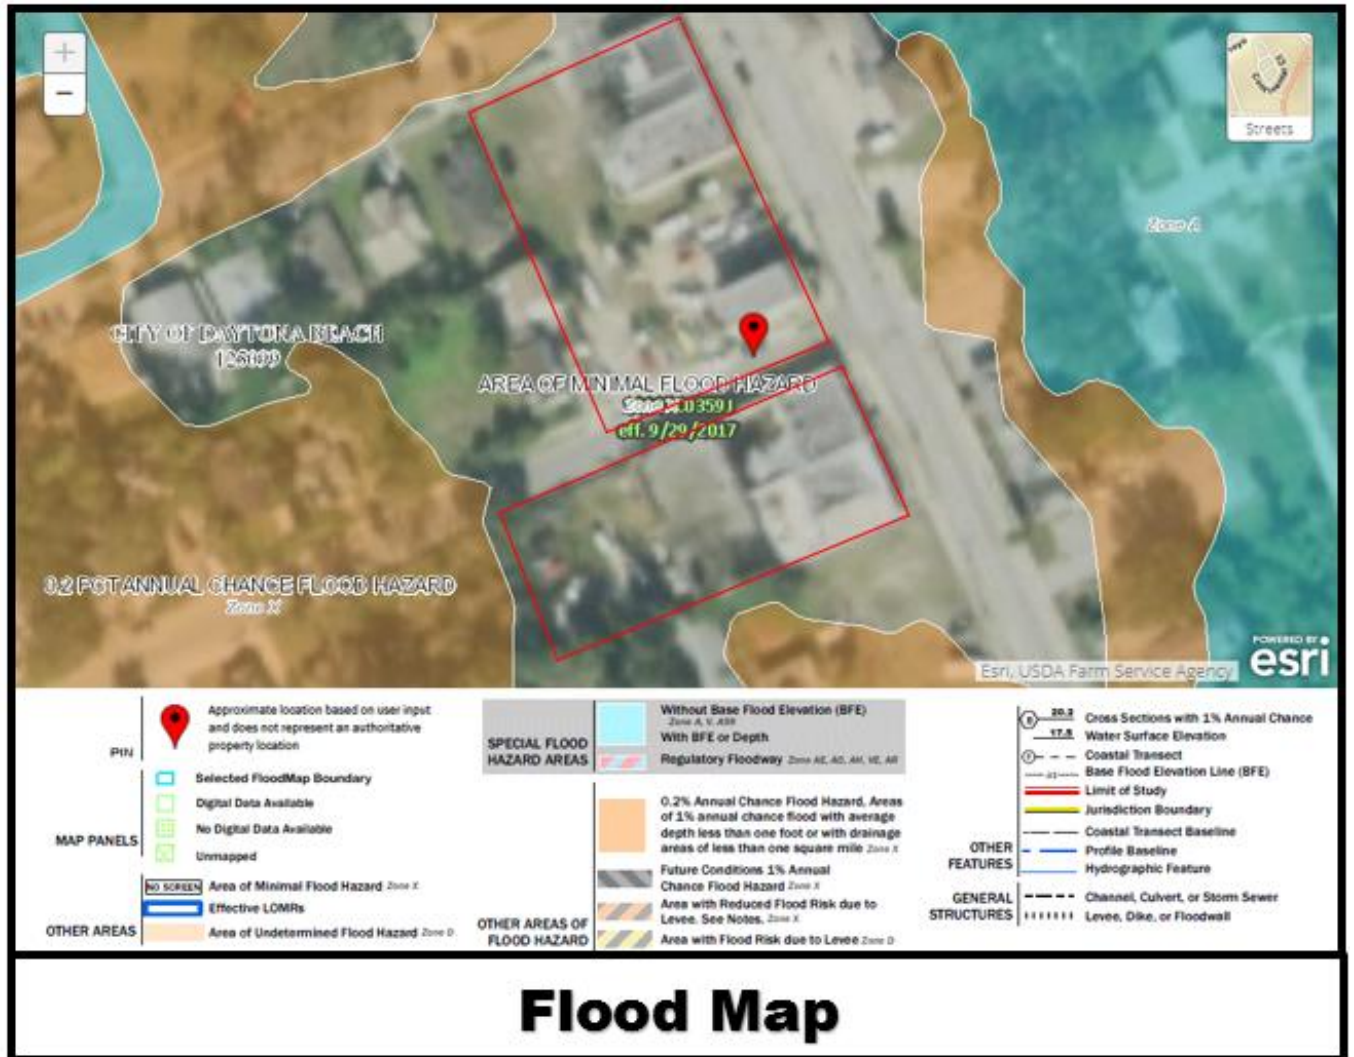 +
−
Streets
Zone A
CITY OF DAYTONA BEACH
AREA OF MINIMAL FLOOD HAZARD
eff. 9/29/2017
0.2 PCT ANNUAL CHANCE FLOOD HAZARD
Zone X
POWERED BY
esri
Esri, USDA Farm Service Agency
PIN
Approximate location based on user input
and does not represent an authoritative
property location
MAP PANELS
Selected FloodMap Boundary
Digital Data Available
No Digital Data Available
Unmapped
OTHER AREAS
NO SCREEN Area of Minimal Flood Hazard Zone X
Effective LOMRs
Area of Undetermined Flood Hazard Zone D
SPECIAL FLOOD
HAZARD AREAS
Without Base Flood Elevation (BFE)
Zone A, V, A99
With BFE or Depth
Regulatory Floodway Zone AE, AO, AH, VE, AR
OTHER AREAS OF
FLOOD HAZARD
0.2% Annual Chance Flood Hazard, Areas
of 1% annual chance flood with average
depth less than one foot or with drainage
areas of less than one square mile Zone X
Future Conditions 1% Annual
Chance Flood Hazard Zone X
Area with Reduced Flood Risk due to
Levee. See Notes. Zone X
Area with Flood Risk due to Levee Zone D
OTHER
FEATURES
20.2 Cross Sections with 1% Annual Chance
17.5 Water Surface Elevation
Coastal Transect
Base Flood Elevation Line (BFE)
Limit of Study
Jurisdiction Boundary
Coastal Transect Baseline
Profile Baseline
Hydrographic Feature
GENERAL
STRUCTURES
Channel, Culvert, or Storm Sewer
Levee, Dike, or Floodwall
Flood Map